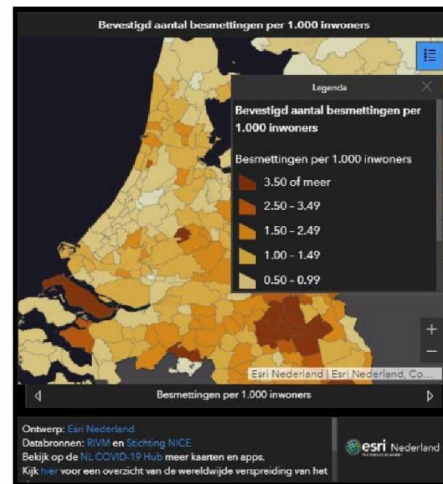 Bevestigd aantal besmettingen per 1.000 inwoners
Legenda
Bevestigd aantal besmettingen per
1.000 inwoners
Besmettingen per 1.000 inwoners
3.50 of meer
2.50 - 3.49
1.50 - 2.49
1.00 - 1.49
0.50 - 0.99
+
−
Esri Nederland | Esri Nederland, Co...
Besmettingen per 1.000 inwoners
Ontwerp: Esri Nederland
Databronnen: RIVM en Stichting NICE
Bekijk op de NL COVID-19 Hub meer kaarten en apps.
Kijk hier voor een overzicht van de wereldwijde verspreiding van het
esri Nederland